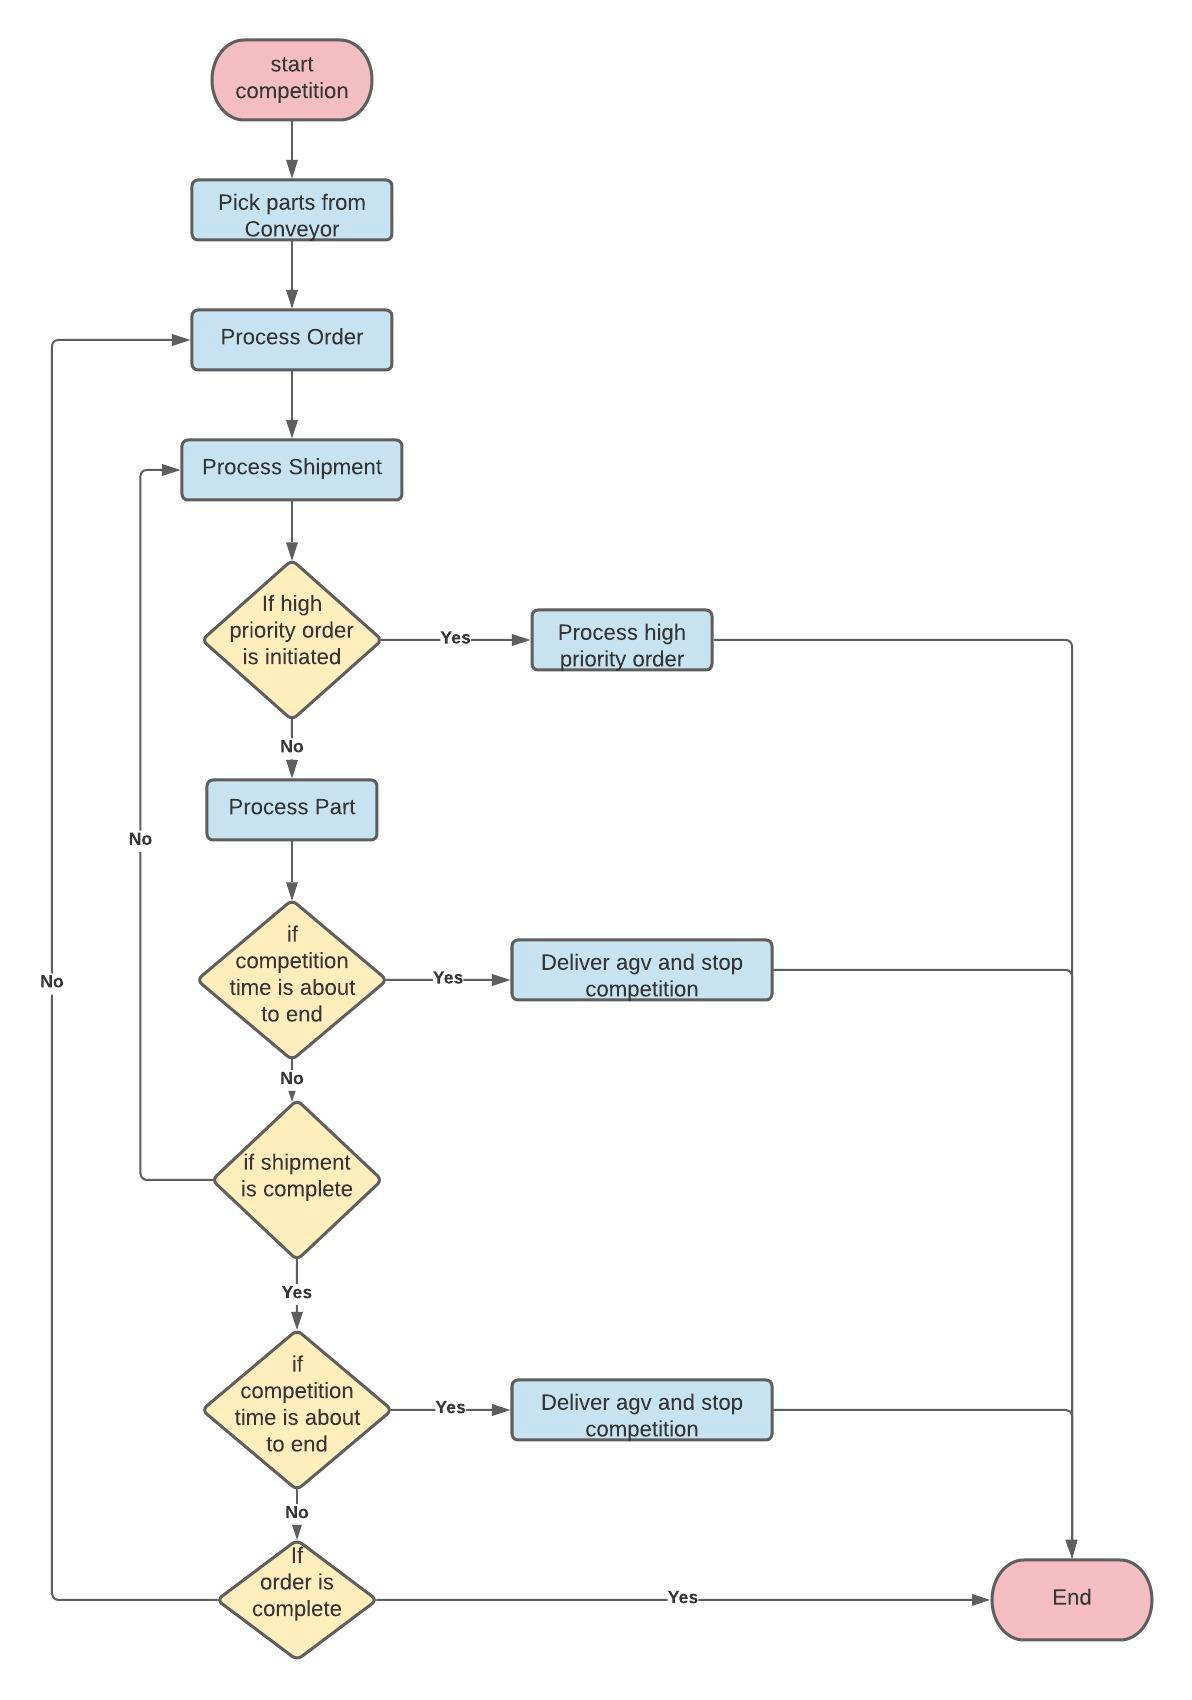 start
competition
Pick parts from
Conveyor
Process Order
Process Shipment
If high
priority order
is initiated
Yes
Process high
priority order
No
Process Part
No
if
competition
time is about
to end
Yes
Deliver agv and stop
competition
No
No
if shipment
is complete
Yes
if
competition
time is about
to end
Yes
Deliver agv and stop
competition
No
If
order is
complete
Yes
End